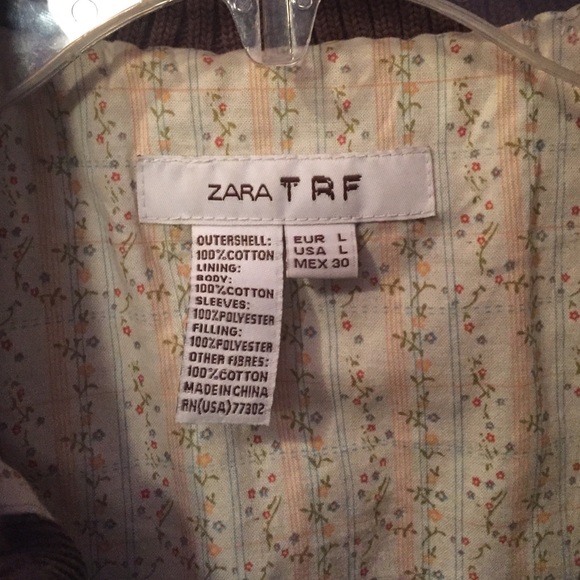 ZARA TRF
OUTERSHELL:
100%COTTON
LINING:
BODY:
100%COTTON
SLEEVES:
100%POLYESTER
FILLING:
100%POLYESTER
OTHER FIBRES:
100%COTTON
MADE IN CHINA
RN(USA)77302
EUR L
USA L
MEX 30